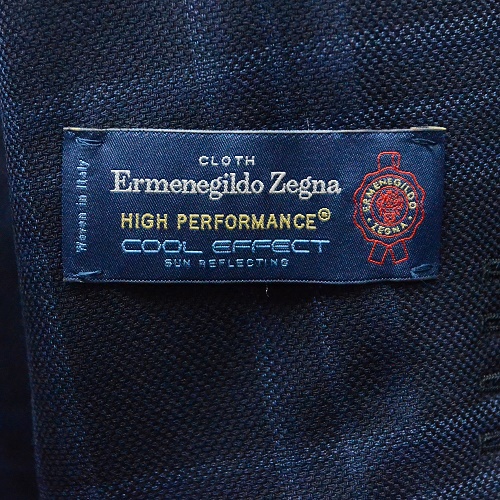 CLOTH
Ermenegildo Zegna
HIGH PERFORMANCE®
COOL EFFECT
SUN REFLECTING
Woven in Italy
ERMENEGILDO
ZEGNA